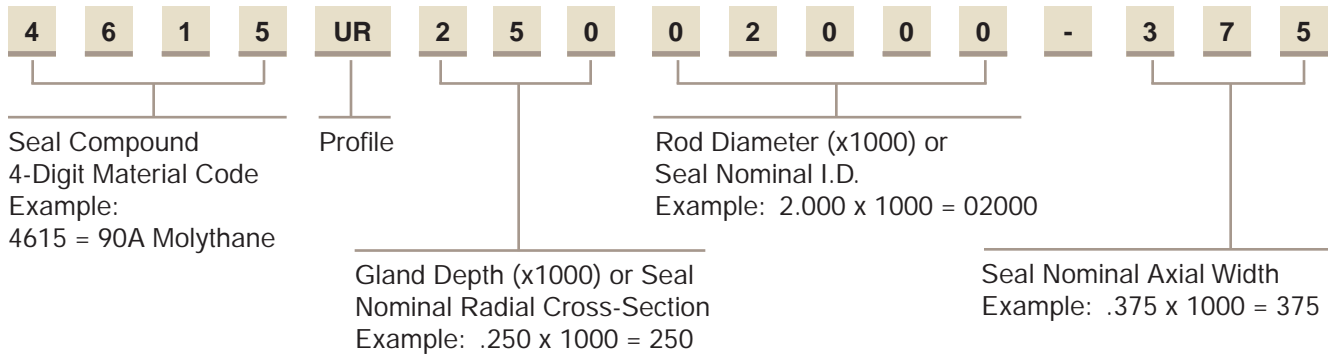 4 6 1 5 UR 2 5 0 0 2 0 0 0 - 3 7 5
Seal Compound
4-Digit Material Code
Example:
4615 = 90A Molythane
Profile
Rod Diameter (x1000) or
Seal Nominal I.D.
Example: 2.000 x 1000 = 02000
Gland Depth (x1000) or Seal
Nominal Radial Cross-Section
Example: .250 x 1000 = 250
Seal Nominal Axial Width
Example: .375 x 1000 = 375